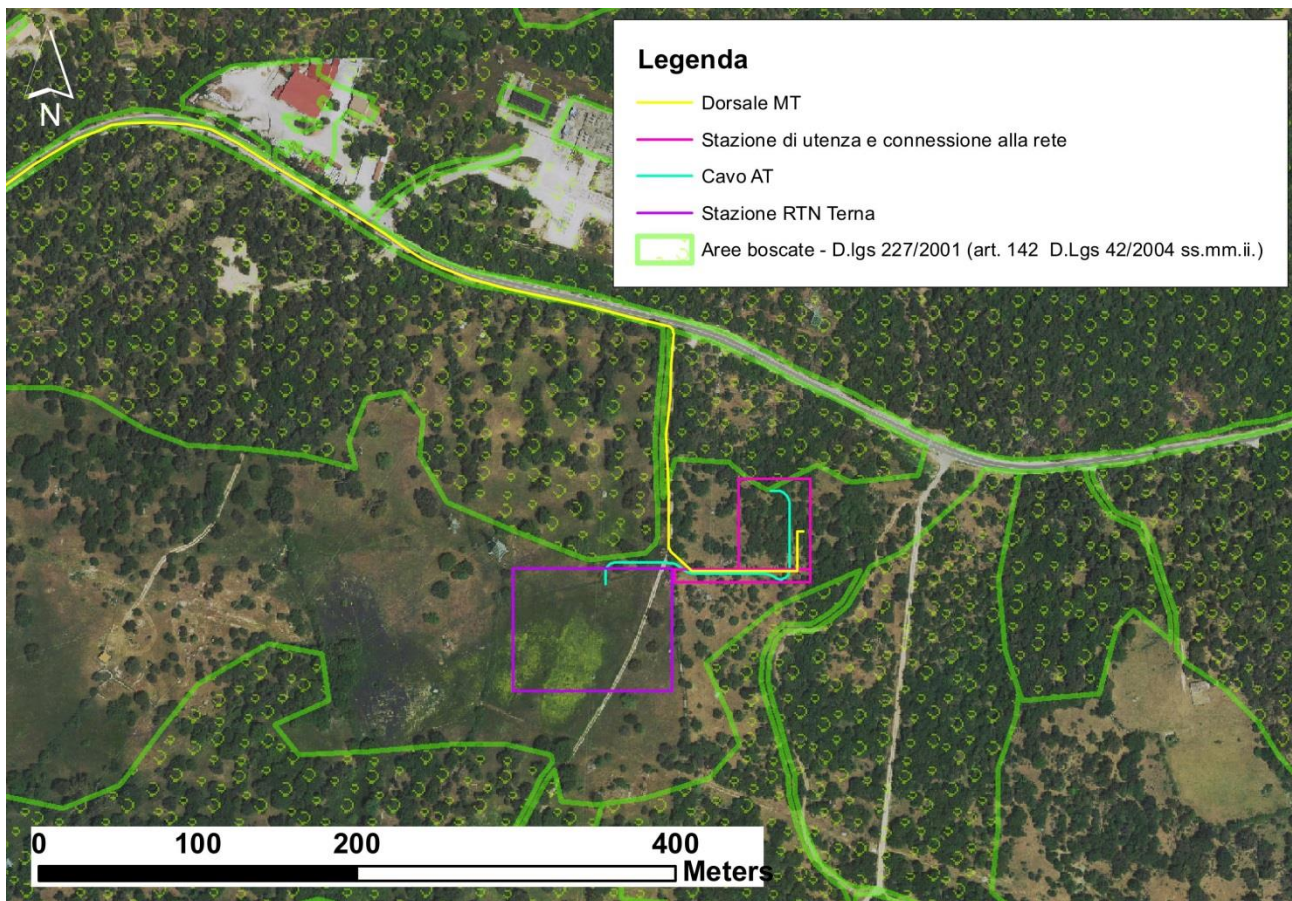 N
Legenda
Dorsale MT
Stazione di utenza e connessione alla rete
Cavo AT
Stazione RTN Terna
Aree boscate - D.lgs 227/2001 (art. 142 D.Lgs 42/2004 ss.mm.ii.)
0 100 200 400
Meters